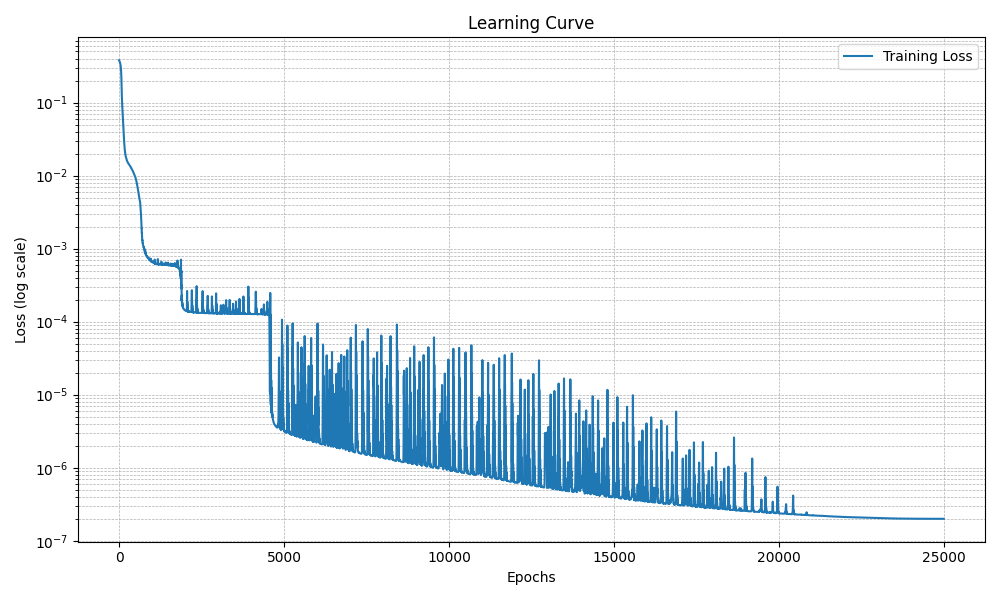 Learning Curve
Training Loss
Loss (log scale)
10⁻¹
10⁻²
10⁻³
10⁻⁴
10⁻⁵
10⁻⁶
10⁻⁷
0 5000 10000 15000 20000 25000
Epochs